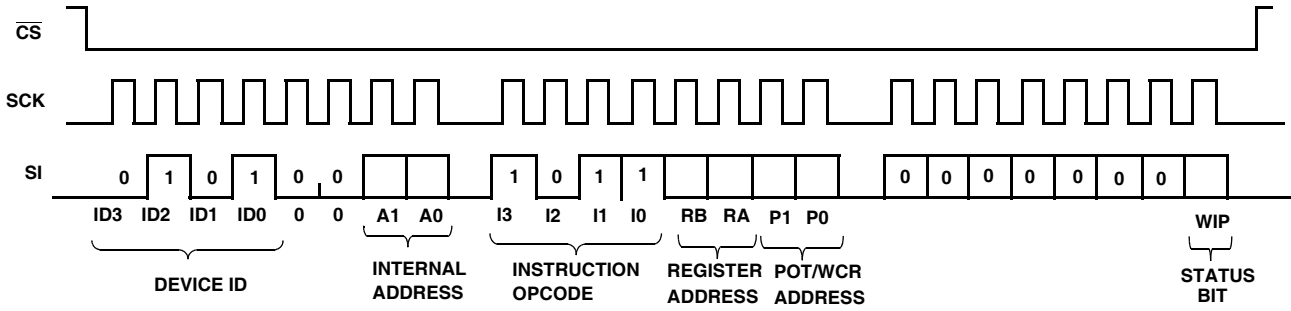 CS
SCK
SI
0 1 0 1 0 0 1 0 1 1 0 0 0 0 0 0 0
ID3 ID2 ID1 ID0 0 0 A1 A0 I3 I2 I1 I0 RB RA P1 P0 WIP
DEVICE ID
INTERNAL
ADDRESS
INSTRUCTION
OPCODE
REGISTER
ADDRESS
POT/WCR
ADDRESS
STATUS
BIT